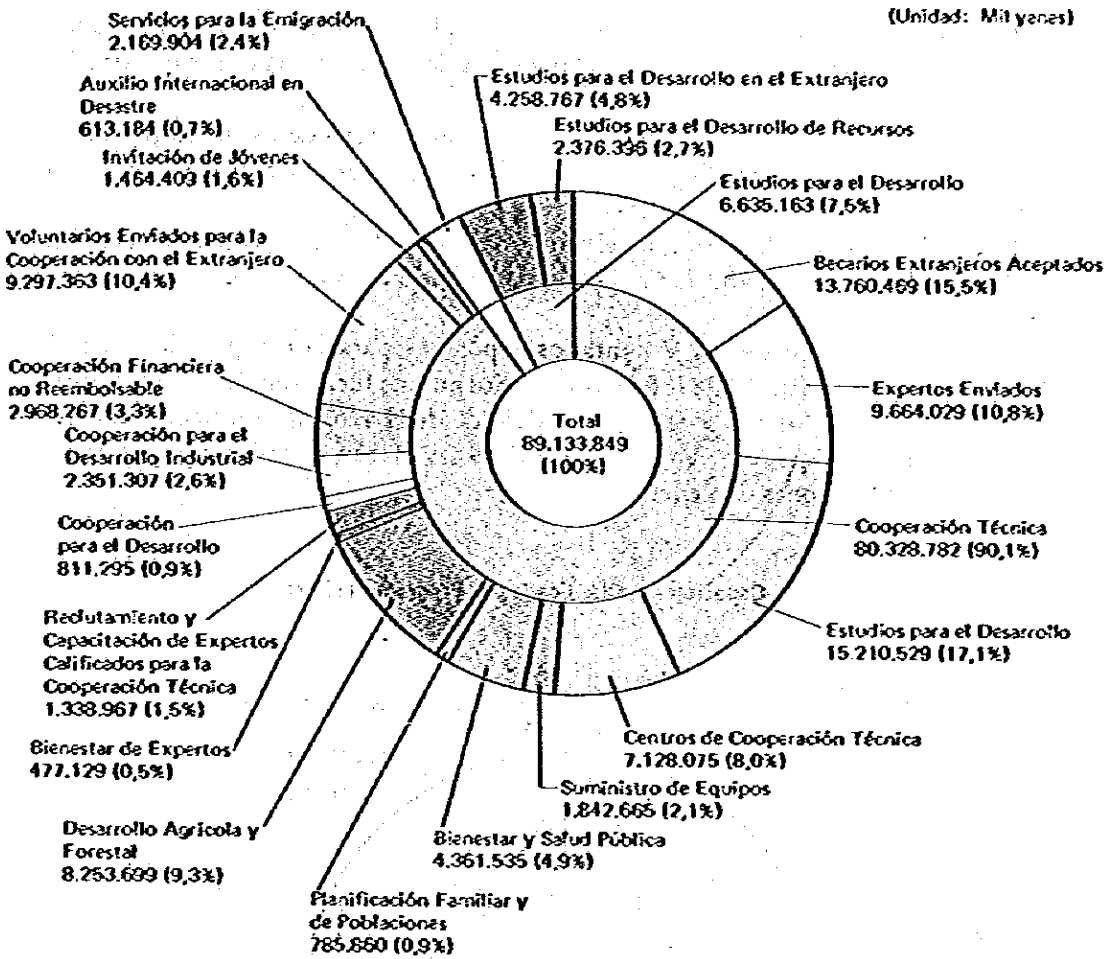 (Unidad: Mil yenes)
Servicios para la Emigración
2.169.904 (2.4%)
Auxilio Internacional en
Desastre
613.184 (0,7%)
Invitación de Jóvenes
1.464.409 (1,6%)
Voluntarios Enviados para la
Cooperación con el Extranjero
9.297.363 (10,4%)
Cooperación Financiera
no Reembolsable
2.968.267 (3,3%)
Cooperación para el
Desarrollo Industrial
2.351.307 (2,6%)
Cooperación
para el Desarrollo
811.295 (0,9%)
Reclutamiento y
Capacitación de Expertos
Calificados para la
Cooperación Técnica
1.338.967 (1,5%)
Bienestar de Expertos
477.129 (0,5%)
Desarrollo Agrícola y
Forestal
8.253.699 (9,3%)
Planificación Familiar y
de Poblaciones
785.860 (0,9%)
Bienestar y Salud Pública
4.361.535 (4,9%)
Suministro de Equipos
1.842.665 (2,1%)
Centros de Cooperación Técnica
7.128.075 (8,0%)
Estudios para el Desarrollo
15.210.529 (17,1%)
Cooperación Técnica
80.328.782 (90,1%)
Expertos Enviados
9.664.029 (10,8%)
Becarios Extranjeros Aceptados
13.760.469 (15,5%)
Estudios para el Desarrollo
6.635.163 (7,5%)
Estudios para el Desarrollo de Recursos
2.376.396 (2,7%)
Estudios para el Desarrollo en el Extranjero
4.258.767 (4,8%)
Total
89.133.849
(100%)